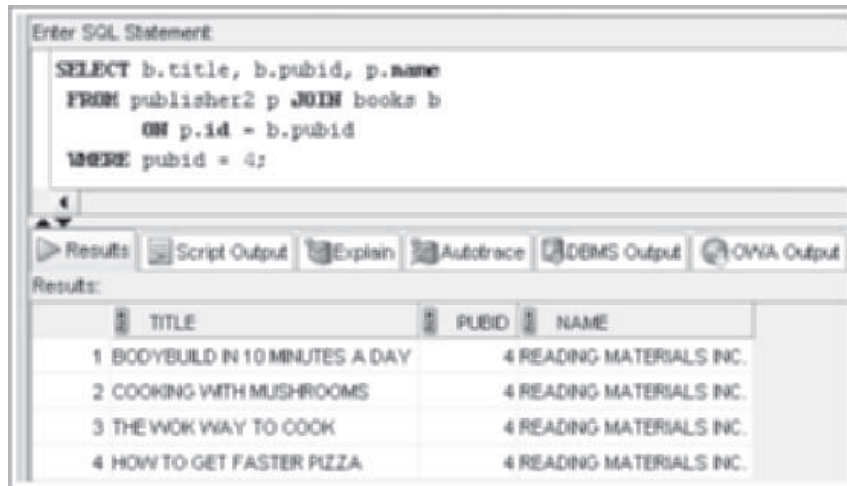 Enter SQL Statement:
SELECT b.title, b.pubid, p.name
FROM publisher2 p JOIN books b
ON p.id = b.pubid
WHERE pubid = 4;
Results Script Output Explain Autotrace DBMS Output OWA Output
Results:
TITLE PUBID NAME
1 BODYBUILD IN 10 MINUTES A DAY 4 READING MATERIALS INC.
2 COOKING WITH MUSHROOMS 4 READING MATERIALS INC.
3 THE WOK WAY TO COOK 4 READING MATERIALS INC.
4 HOW TO GET FASTER PIZZA 4 READING MATERIALS INC.